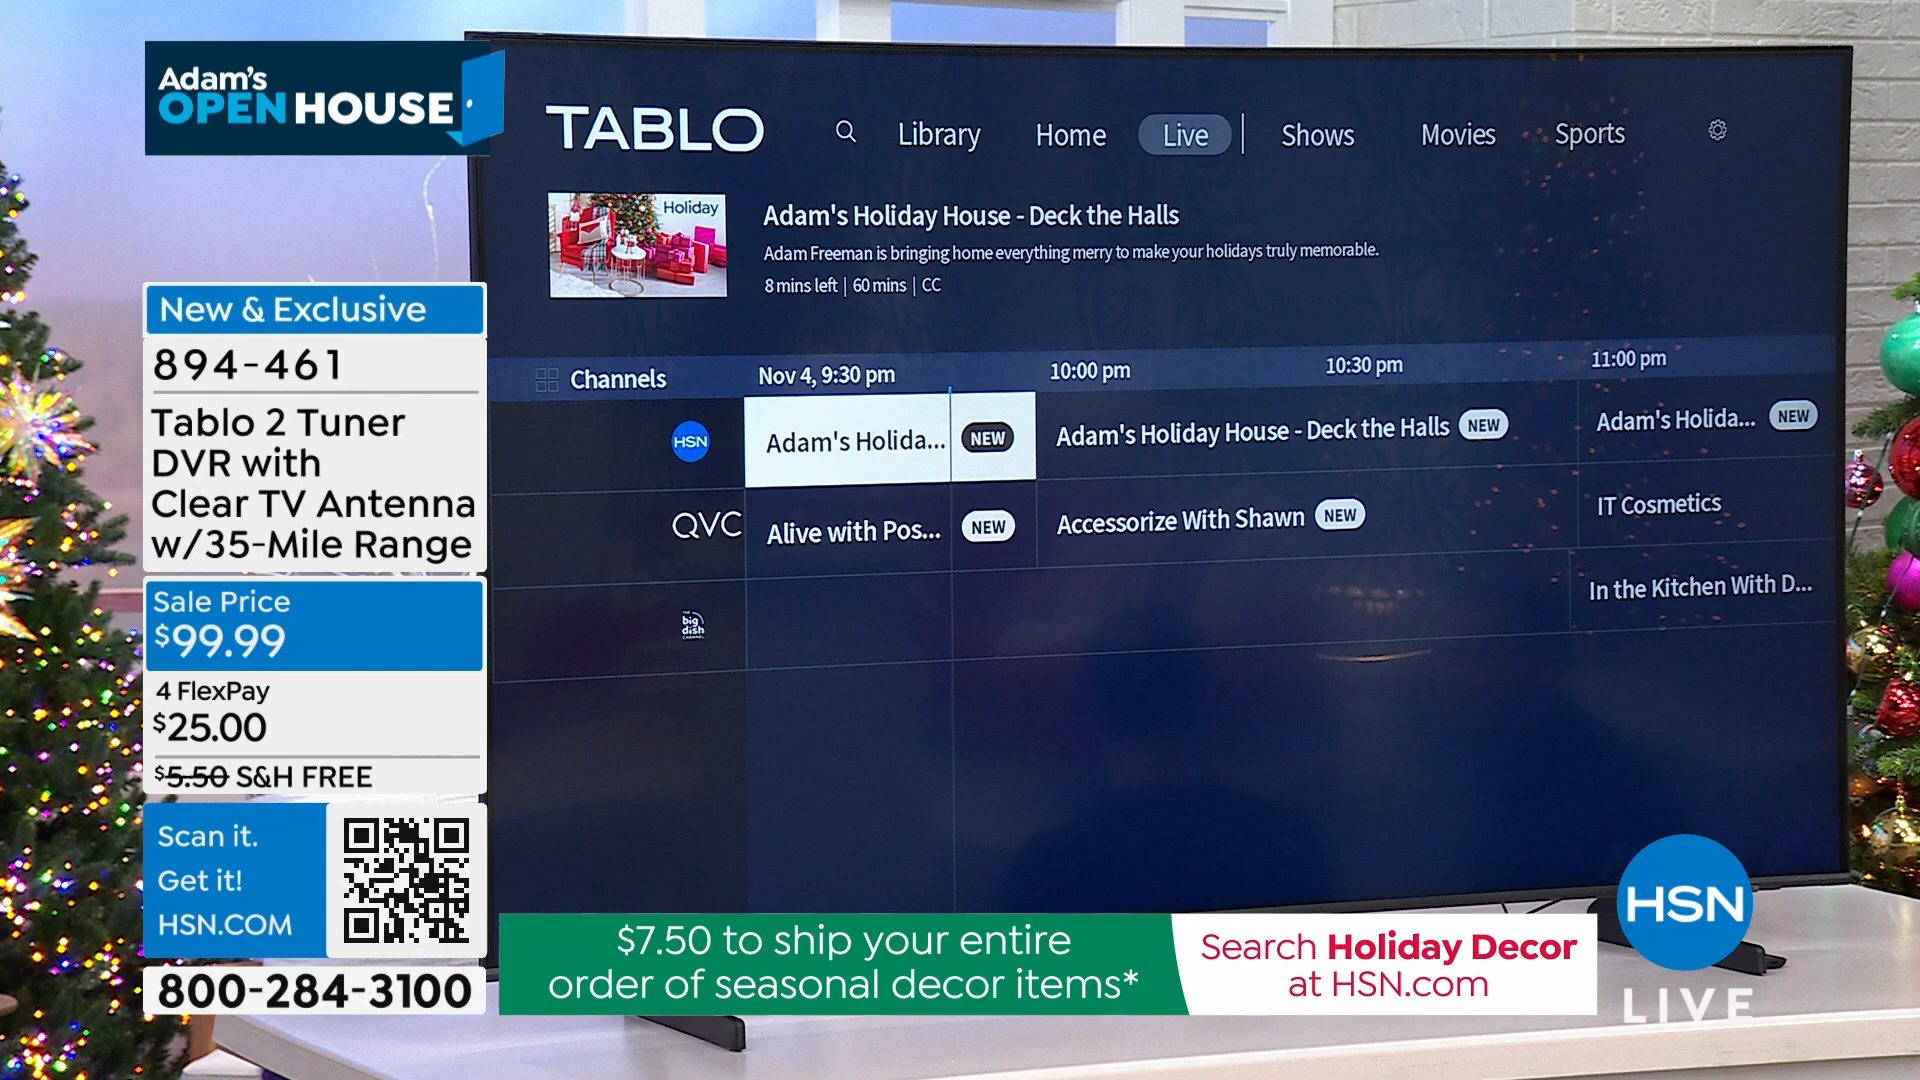 Adam's
OPEN HOUSE
New & Exclusive
894-461
Tablo 2 Tuner
DVR with
Clear TV Antenna
w/35-Mile Range
Sale Price
$99.99
4 FlexPay
$25.00
$5.50 S&H FREE
Scan it.
Get it!
HSN.COM
800-284-3100
TABLO
Library Home Live Shows Movies Sports
Holiday
Adam's Holiday House - Deck the Halls
Adam Freeman is bringing home everything merry to make your holidays truly memorable.
8 mins left | 60 mins | CC
Channels Nov 4, 9:30 pm 10:00 pm 10:30 pm 11:00 pm
HSN Adam's Holida... NEW Adam's Holiday House - Deck the Halls NEW Adam's Holida... NEW
QVC Alive with Pos... NEW Accessorize With Shawn NEW IT Cosmetics
THE
big
dish
CHANNEL
In the Kitchen With D...
$7.50 to ship your entire
order of seasonal decor items*
Search Holiday Decor
at HSN.com
HSN
LIVE